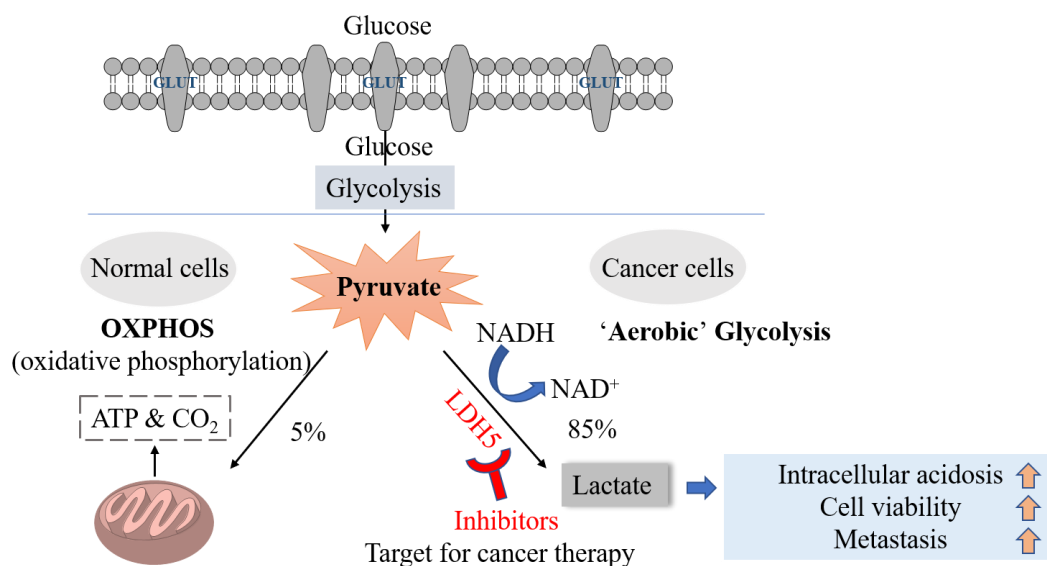 Glucose
GLUT GLUT GLUT
Glucose
Glycolysis
Normal cells
Pyruvate
Cancer cells
OXPHOS
(oxidative phosphorylation)
NADH
‘Aerobic’ Glycolysis
NAD⁺
ATP & CO₂
5%
LDH5
85%
Lactate
Intracellular acidosis
Cell viability
Metastasis
Inhibitors
Target for cancer therapy